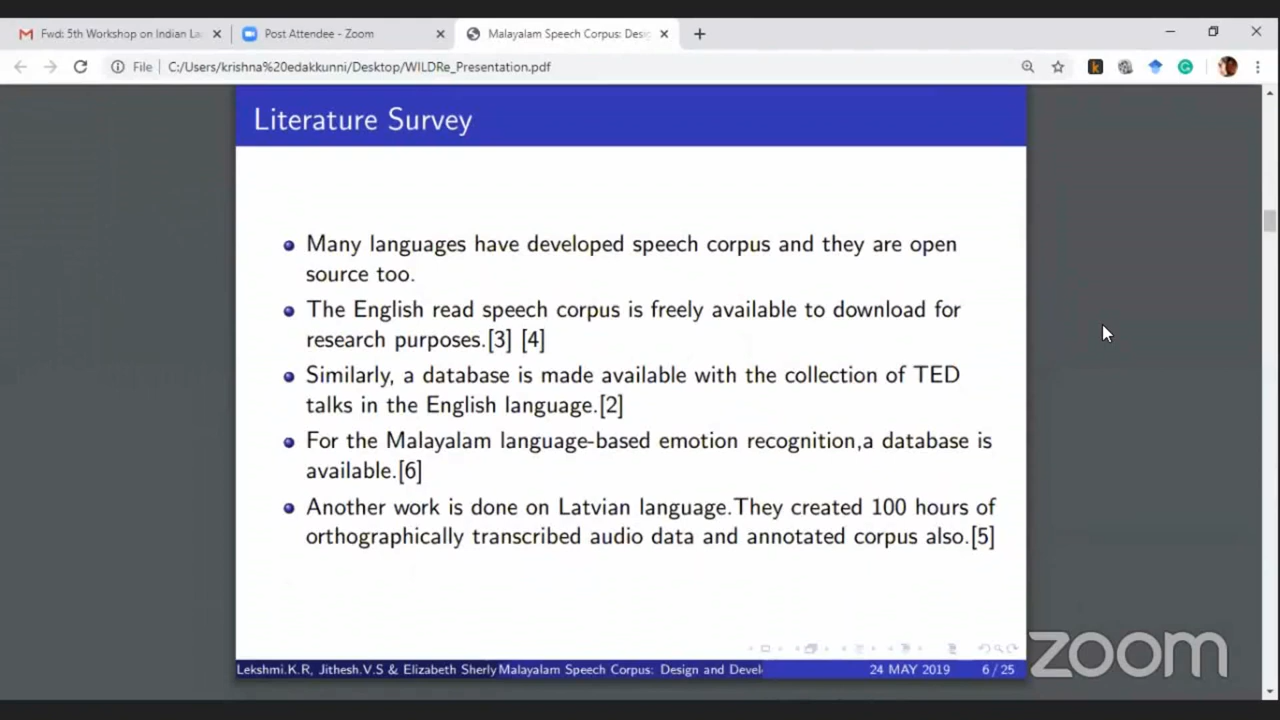 Fwd: 5th Workshop on Indian La
Post Attendee - Zoom
Malayalam Speech Corpus: Desi
File
C:/Users/krishna%20edakkunni/Desktop/WILDRe_Presentation.pdf
Literature Survey
Many languages have developed speech corpus and they are open
source too.
The English read speech corpus is freely available to download for
research purposes.[3] [4]
Similarly, a database is made available with the collection of TED
talks in the English language.[2]
For the Malayalam language-based emotion recognition,a database is
available.[6]
Another work is done on Latvian language.They created 100 hours of
orthographically transcribed audio data and annotated corpus also.[5]
Lekshmi.K.R, Jithesh.V.S & Elizabeth Sherly Malayalam Speech Corpus: Design and Devel 24 MAY 2019 6 / 25
zoom